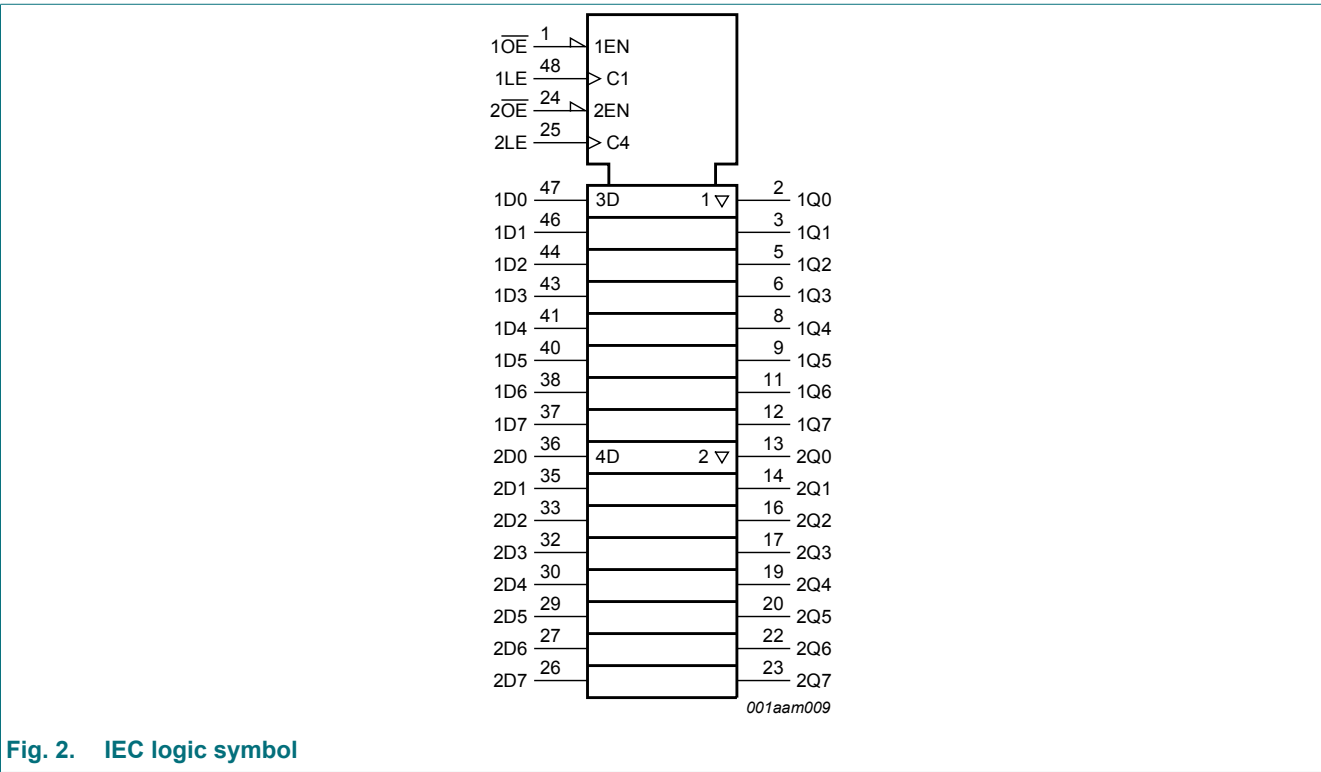 1O̅E̅ 1 1EN
1LE 48 C1
2O̅E̅ 24 2EN
2LE 25 C4
1D0 47 3D 1 ▽ 2 1Q0
1D1 46 3 1Q1
1D2 44 5 1Q2
1D3 43 6 1Q3
1D4 41 8 1Q4
1D5 40 9 1Q5
1D6 38 11 1Q6
1D7 37 12 1Q7
2D0 36 4D 2 ▽ 13 2Q0
2D1 35 14 2Q1
2D2 33 16 2Q2
2D3 32 17 2Q3
2D4 30 19 2Q4
2D5 29 20 2Q5
2D6 27 22 2Q6
2D7 26 23 2Q7
001aam009
Fig. 2. IEC logic symbol